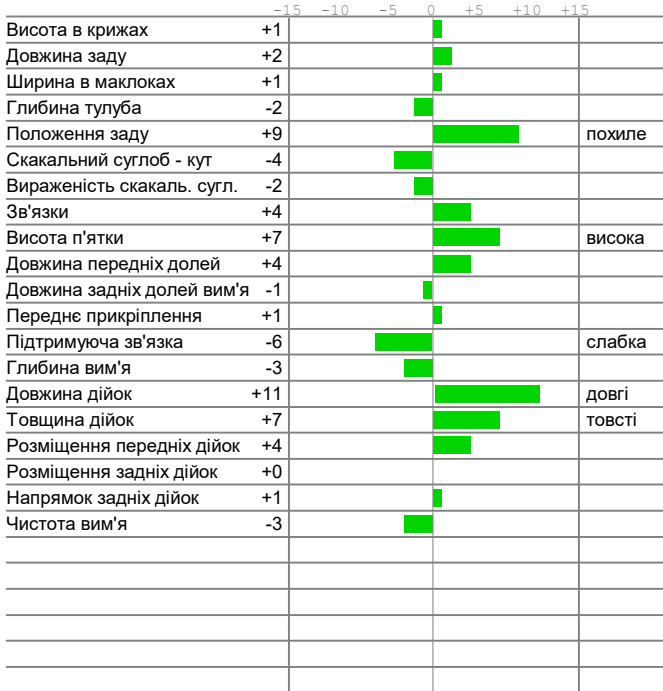 -15 -10 -5 0 +5 +10 +15
Висота в крижах +1
Довжина заду +2
Ширина в маклоках +1
Глибина тулуба -2
Положення заду +9 похиле
Скакальний суглоб - кут -4
Вираженість скакаль. сугл. -2
Зв'язки +4
Висота п'ятки +7 висока
Довжина передніх долей +4
Довжина задніх долей вим'я -1
Переднє прикріплення +1
Підтримуюча зв'язка -6 слабка
Глибина вим'я -3
Довжина дійок +11 довгі
Товщина дійок +7 товсті
Розміщення передніх дійок +4
Розміщення задніх дійок +0
Напрямок задніх дійок +1
Чистота вим'я -3